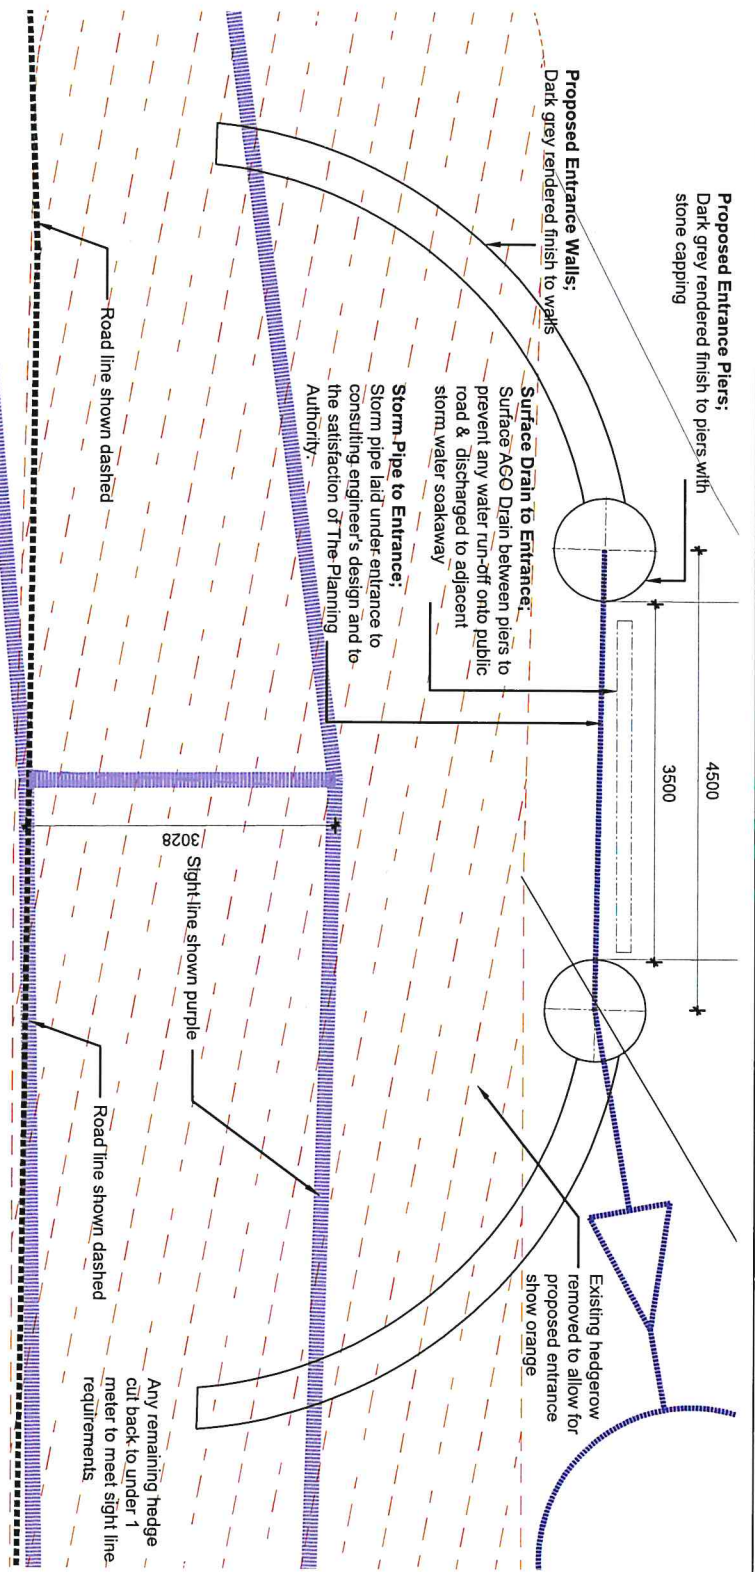 Proposed Entrance Piers;
Dark grey rendered finish to piers with
stone capping
Proposed Entrance Walls;
Dark grey rendered finish to walls
4500
3500
Surface Drain to Entrance;
Surface ACO Drain between piers to
prevent any water run-off onto public
road & discharged to adjacent
storm water soakaway
Storm Pipe to Entrance;
Storm pipe laid under entrance to
consulting engineer's design and to
the satisfaction of The Planning
Authority.
Road line shown dashed
3028
Sight line shown purple
Existing hedgerow
removed to allow for
proposed entrance
show orange
Road line shown dashed
Any remaining hedge
cut back to under 1
meter to meet sight line
requirements